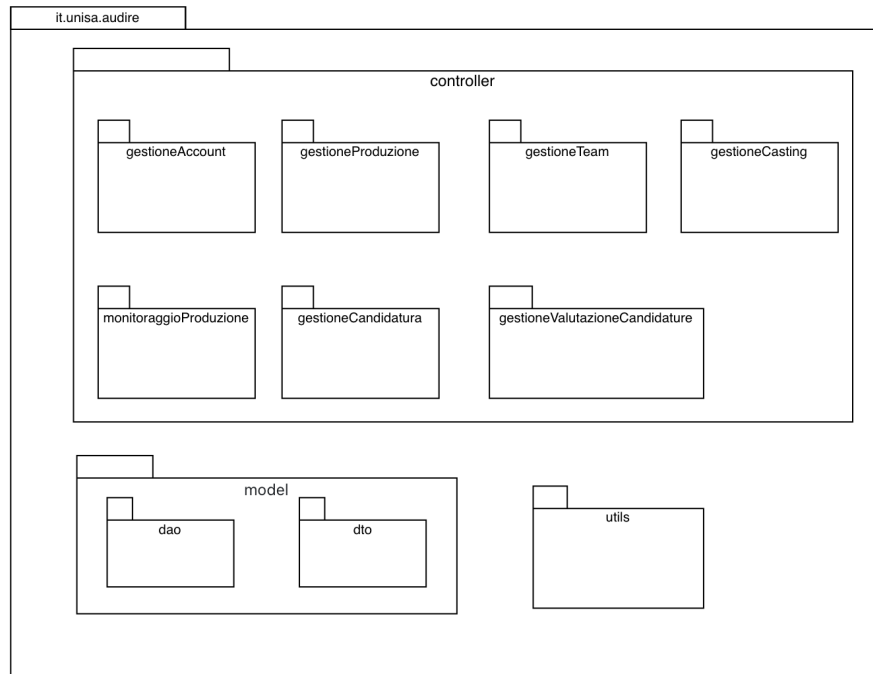 it.unisa.audire
controller
gestioneAccount
gestioneProduzione
gestioneTeam
gestioneCasting
monitoraggioProduzione
gestioneCandidatura
gestioneValutazioneCandidature
model
dao
dto
utils